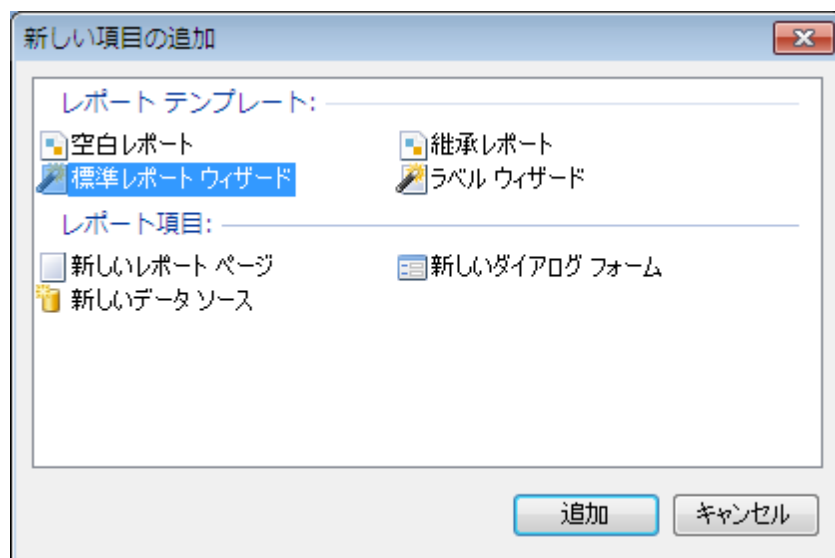 新しい項目の追加
レポート テンプレート:
空白レポート 継承レポート
標準レポート ウィザード ラベル ウィザード
レポート項目:
新しいレポート ページ 新しいダイアログ フォーム
新しいデータ ソース
追加 キャンセル